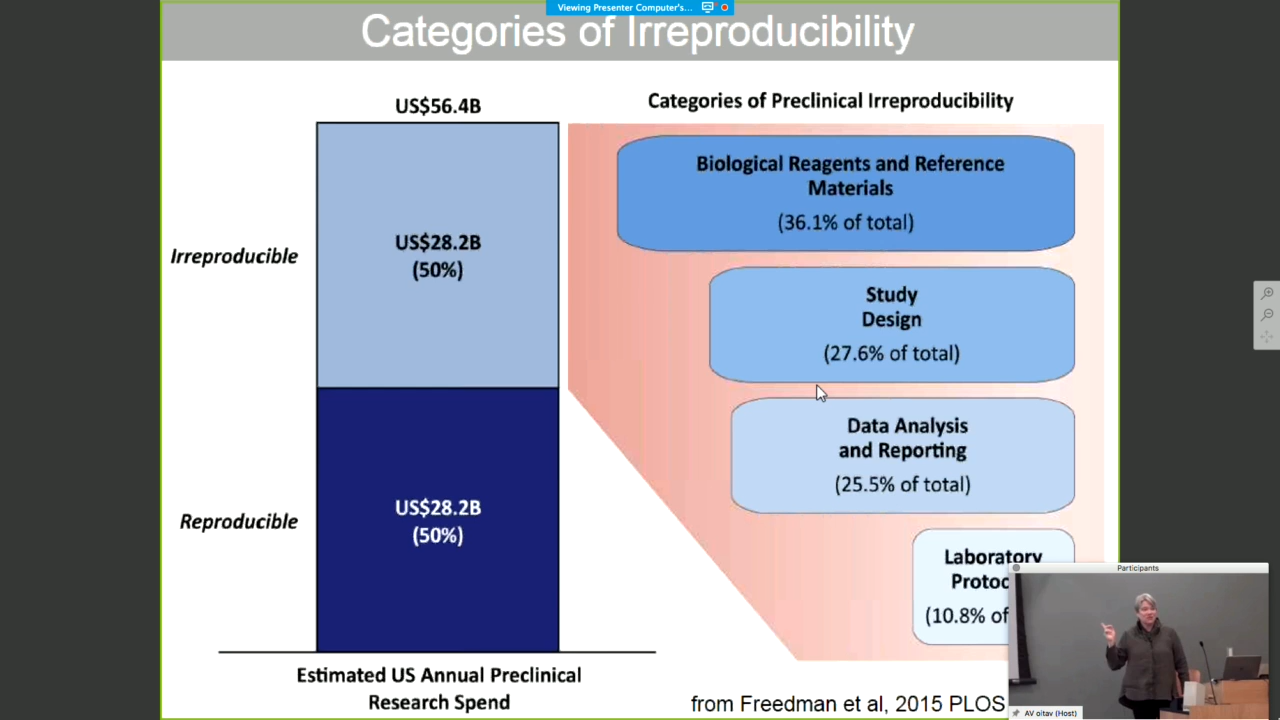 Viewing Presenter Computer's...
Categories of Irreproducibility
US$56.4B
Irreproducible
US$28.2B
(50%)
Reproducible
US$28.2B
(50%)
Estimated US Annual Preclinical
Research Spend
Categories of Preclinical Irreproducibility
Biological Reagents and Reference
Materials
(36.1% of total)
Study
Design
(27.6% of total)
Data Analysis
and Reporting
(25.5% of total)
Laboratory
(10.8% of
from Freedman et al, 2015 PLOS
Participants
AV oitav (Host)